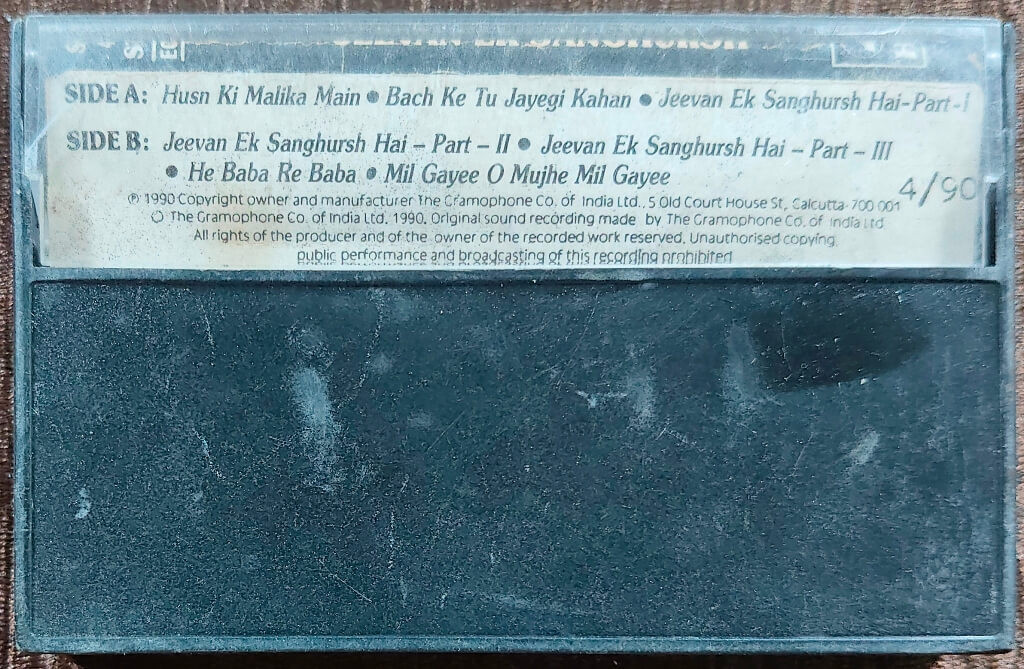 JEEVAN EK SANGHURSH
SIDE A: Husn Ki Malika Main • Bach Ke Tu Jayegi Kahan • Jeevan Ek Sanghursh Hai-Part-I
SIDE B: Jeevan Ek Sanghursh Hai – Part – II • Jeevan Ek Sanghursh Hai – Part – III
• He Baba Re Baba • Mil Gayee O Mujhe Mil Gayee
℗ 1990 Copyright owner and manufacturer The Gramophone Co. of India Ltd., 5 Old Court House St, Calcutta-700 001
© The Gramophone Co. of India Ltd. 1990. Original sound recording made by The Gramophone Co. of India Ltd
All rights of the producer and of the owner of the recorded work reserved. Unauthorised copying,
public performance and broadcasting of this recording prohibited
4/90